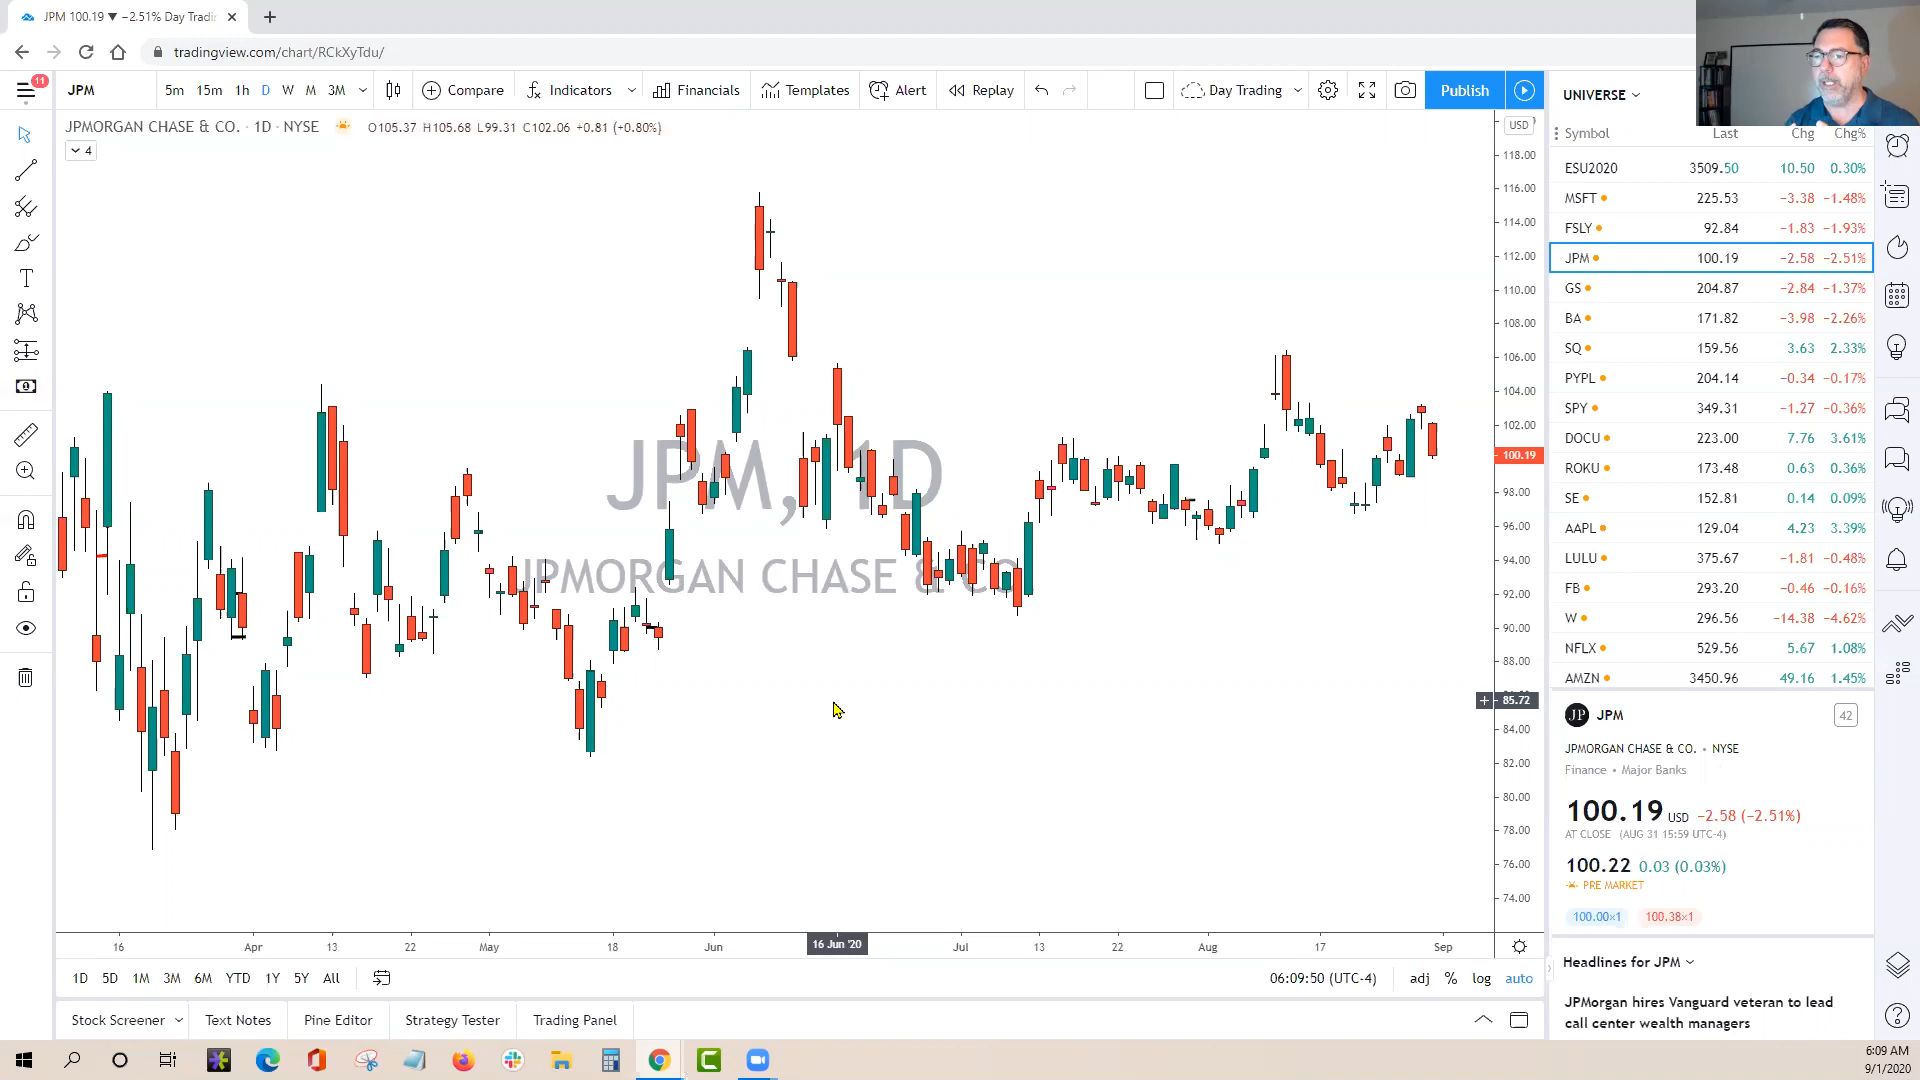 JPM 100.19 ▼ −2.51% Day Tradi
tradingview.com/chart/RCkXyTdu/
11
JPM 5m 15m 1h D W M 3M Compare Indicators Templates Financials Alert Replay Day Trading Publish
JPMORGAN CHASE & CO. · 1D · NYSE O105.37 H105.68 L99.31 C102.06 +0.81 (+0.80%)
4
USD
118.00
116.00
114.00
112.00
110.00
108.00
106.00
104.00
102.00
100.19
98.00
96.00
94.00
92.00
90.00
88.00
85.72
84.00
82.00
80.00
78.00
76.00
74.00
JPM, 1D
JPMORGAN CHASE & CO
16 Apr 13 22 May 18 Jun 16 Jun '20 Jul 13 22 Aug 17 Sep
1D 5D 1M 3M 6M YTD 1Y 5Y All
06:09:50 (UTC-4) adj % log auto
Stock Screener Text Notes Pine Editor Strategy Tester Trading Panel
UNIVERSE
Symbol Last Chg Chg%
ESU2020 3509.50 10.50 0.30%
MSFT 225.53 −3.38 −1.48%
FSLY 92.84 −1.83 −1.93%
JPM 100.19 −2.58 −2.51%
GS 204.87 −2.84 −1.37%
BA 171.82 −3.98 −2.26%
SQ 159.56 3.63 2.33%
PYPL 204.14 −0.34 −0.17%
SPY 349.31 −1.27 −0.36%
DOCU 223.00 7.76 3.61%
ROKU 173.48 0.63 0.36%
SE 152.81 0.14 0.09%
AAPL 129.04 4.23 3.39%
LULU 375.67 −1.81 −0.48%
FB 293.20 −0.46 −0.16%
W 296.56 −14.38 −4.62%
NFLX 529.56 5.67 1.08%
AMZN 3450.96 49.16 1.45%
JP JPM 42
JPMORGAN CHASE & CO. • NYSE
Finance • Major Banks
100.19 USD −2.58 (−2.51%)
AT CLOSE (AUG 31 15:59 UTC-4)
100.22 0.03 (0.03%)
PRE MARKET
100.00×1 100.38×1
Headlines for JPM
JPMorgan hires Vanguard veteran to lead
call center wealth managers
6:09 AM
9/1/2020